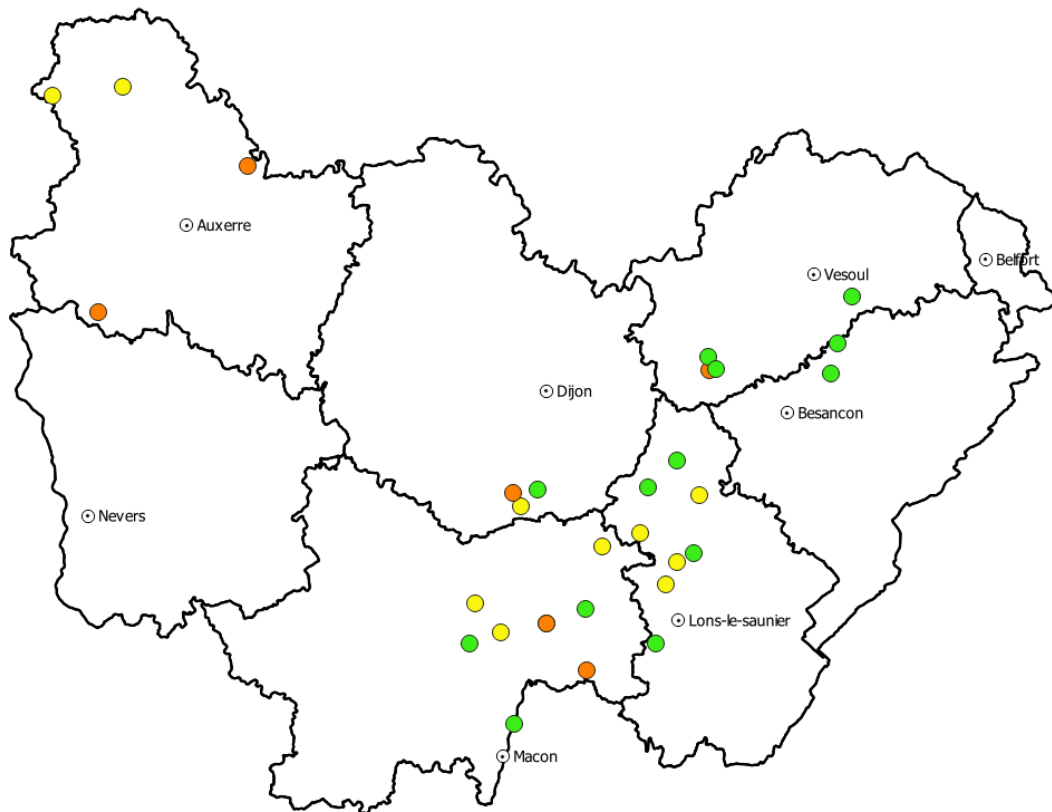 Auxerre
Belfort
Vesoul
Dijon
Besancon
Nevers
Lons-le-saunier
Macon